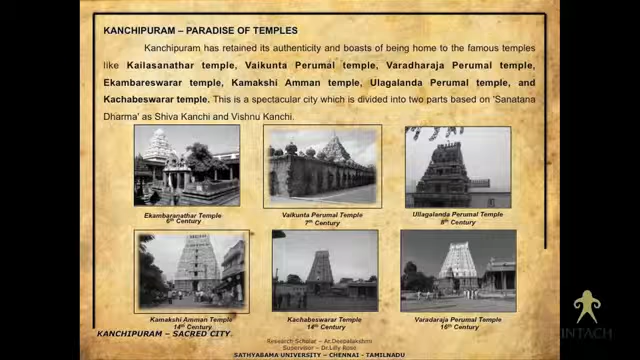 KANCHIPURAM – PARADISE OF TEMPLES
Kanchipuram has retained its authenticity and boasts of being home to the famous temples
like Kailasanathar temple, Vaikunta Perumal temple, Varadharaja Perumal temple,
Ekambareswarar temple, Kamakshi Amman temple, Ulagalanda Perumal temple, and
Kachabeswarar temple. This is a spectacular city which is divided into two parts based on 'Sanatana
Dharma' as Shiva Kanchi and Vishnu Kanchi.
Ekambaranathar Temple
6th Century
Vaikunta Perumal Temple
7th Century
Ullagalanda Perumal Temple
8th Century
Kamakshi Amman Temple
14th Century
Kachabeswarar Temple
14th Century
Varadaraja Perumal Temple
16th Century
KANCHIPURAM – SACRED CITY
Research Scholar – Ar.Deepalakshmi
Supervisor – Dr.Lilly Rose
SATHYABAMA UNIVERSITY – CHENNAI - TAMILNADU
INTACH